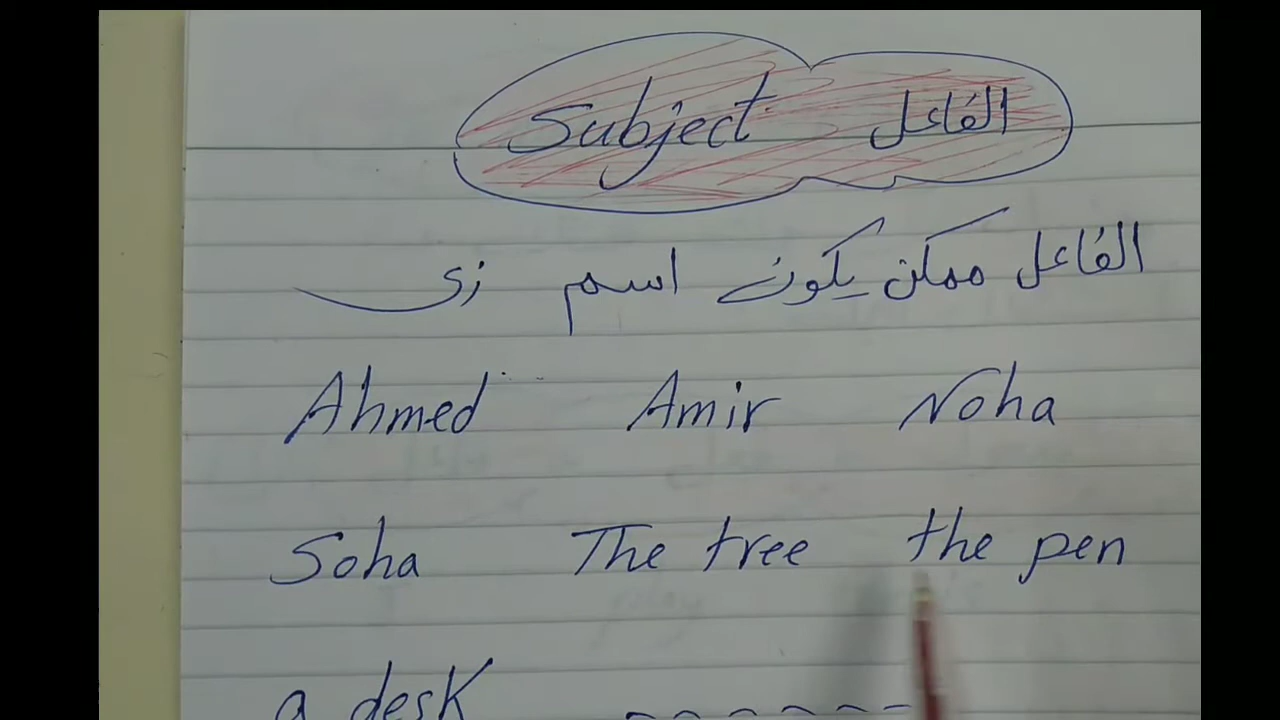 Subject الفاعل
الفاعل ممكن يكون اسم زى
Ahmed Amir Noha
Soha The tree the pen
a desk